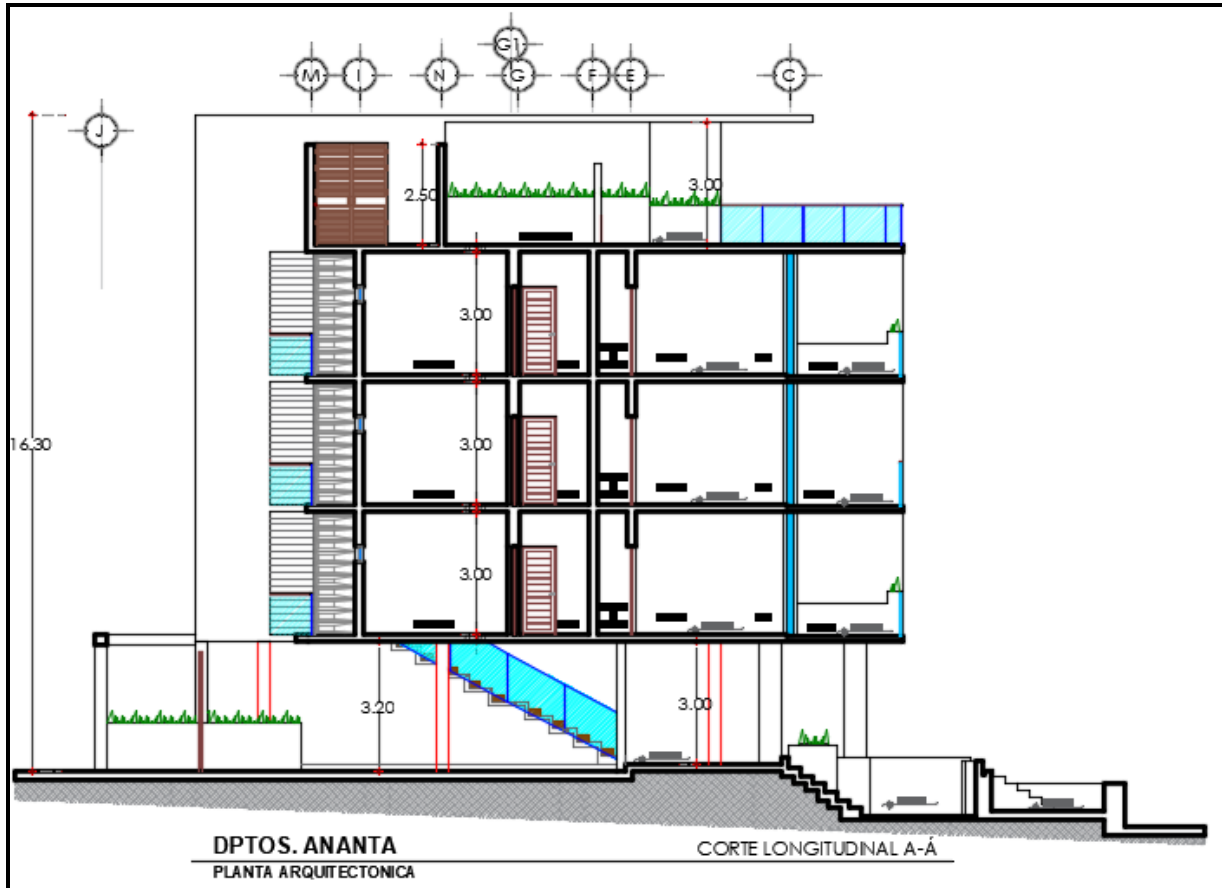 G1
M I N G F E C
J
2.50
3.00
3.00
16.30
3.00
3.00
3.20
3.00
DPTOS. ANANTA
CORTE LONGITUDINAL A-Á
PLANTA ARQUITECTONICA